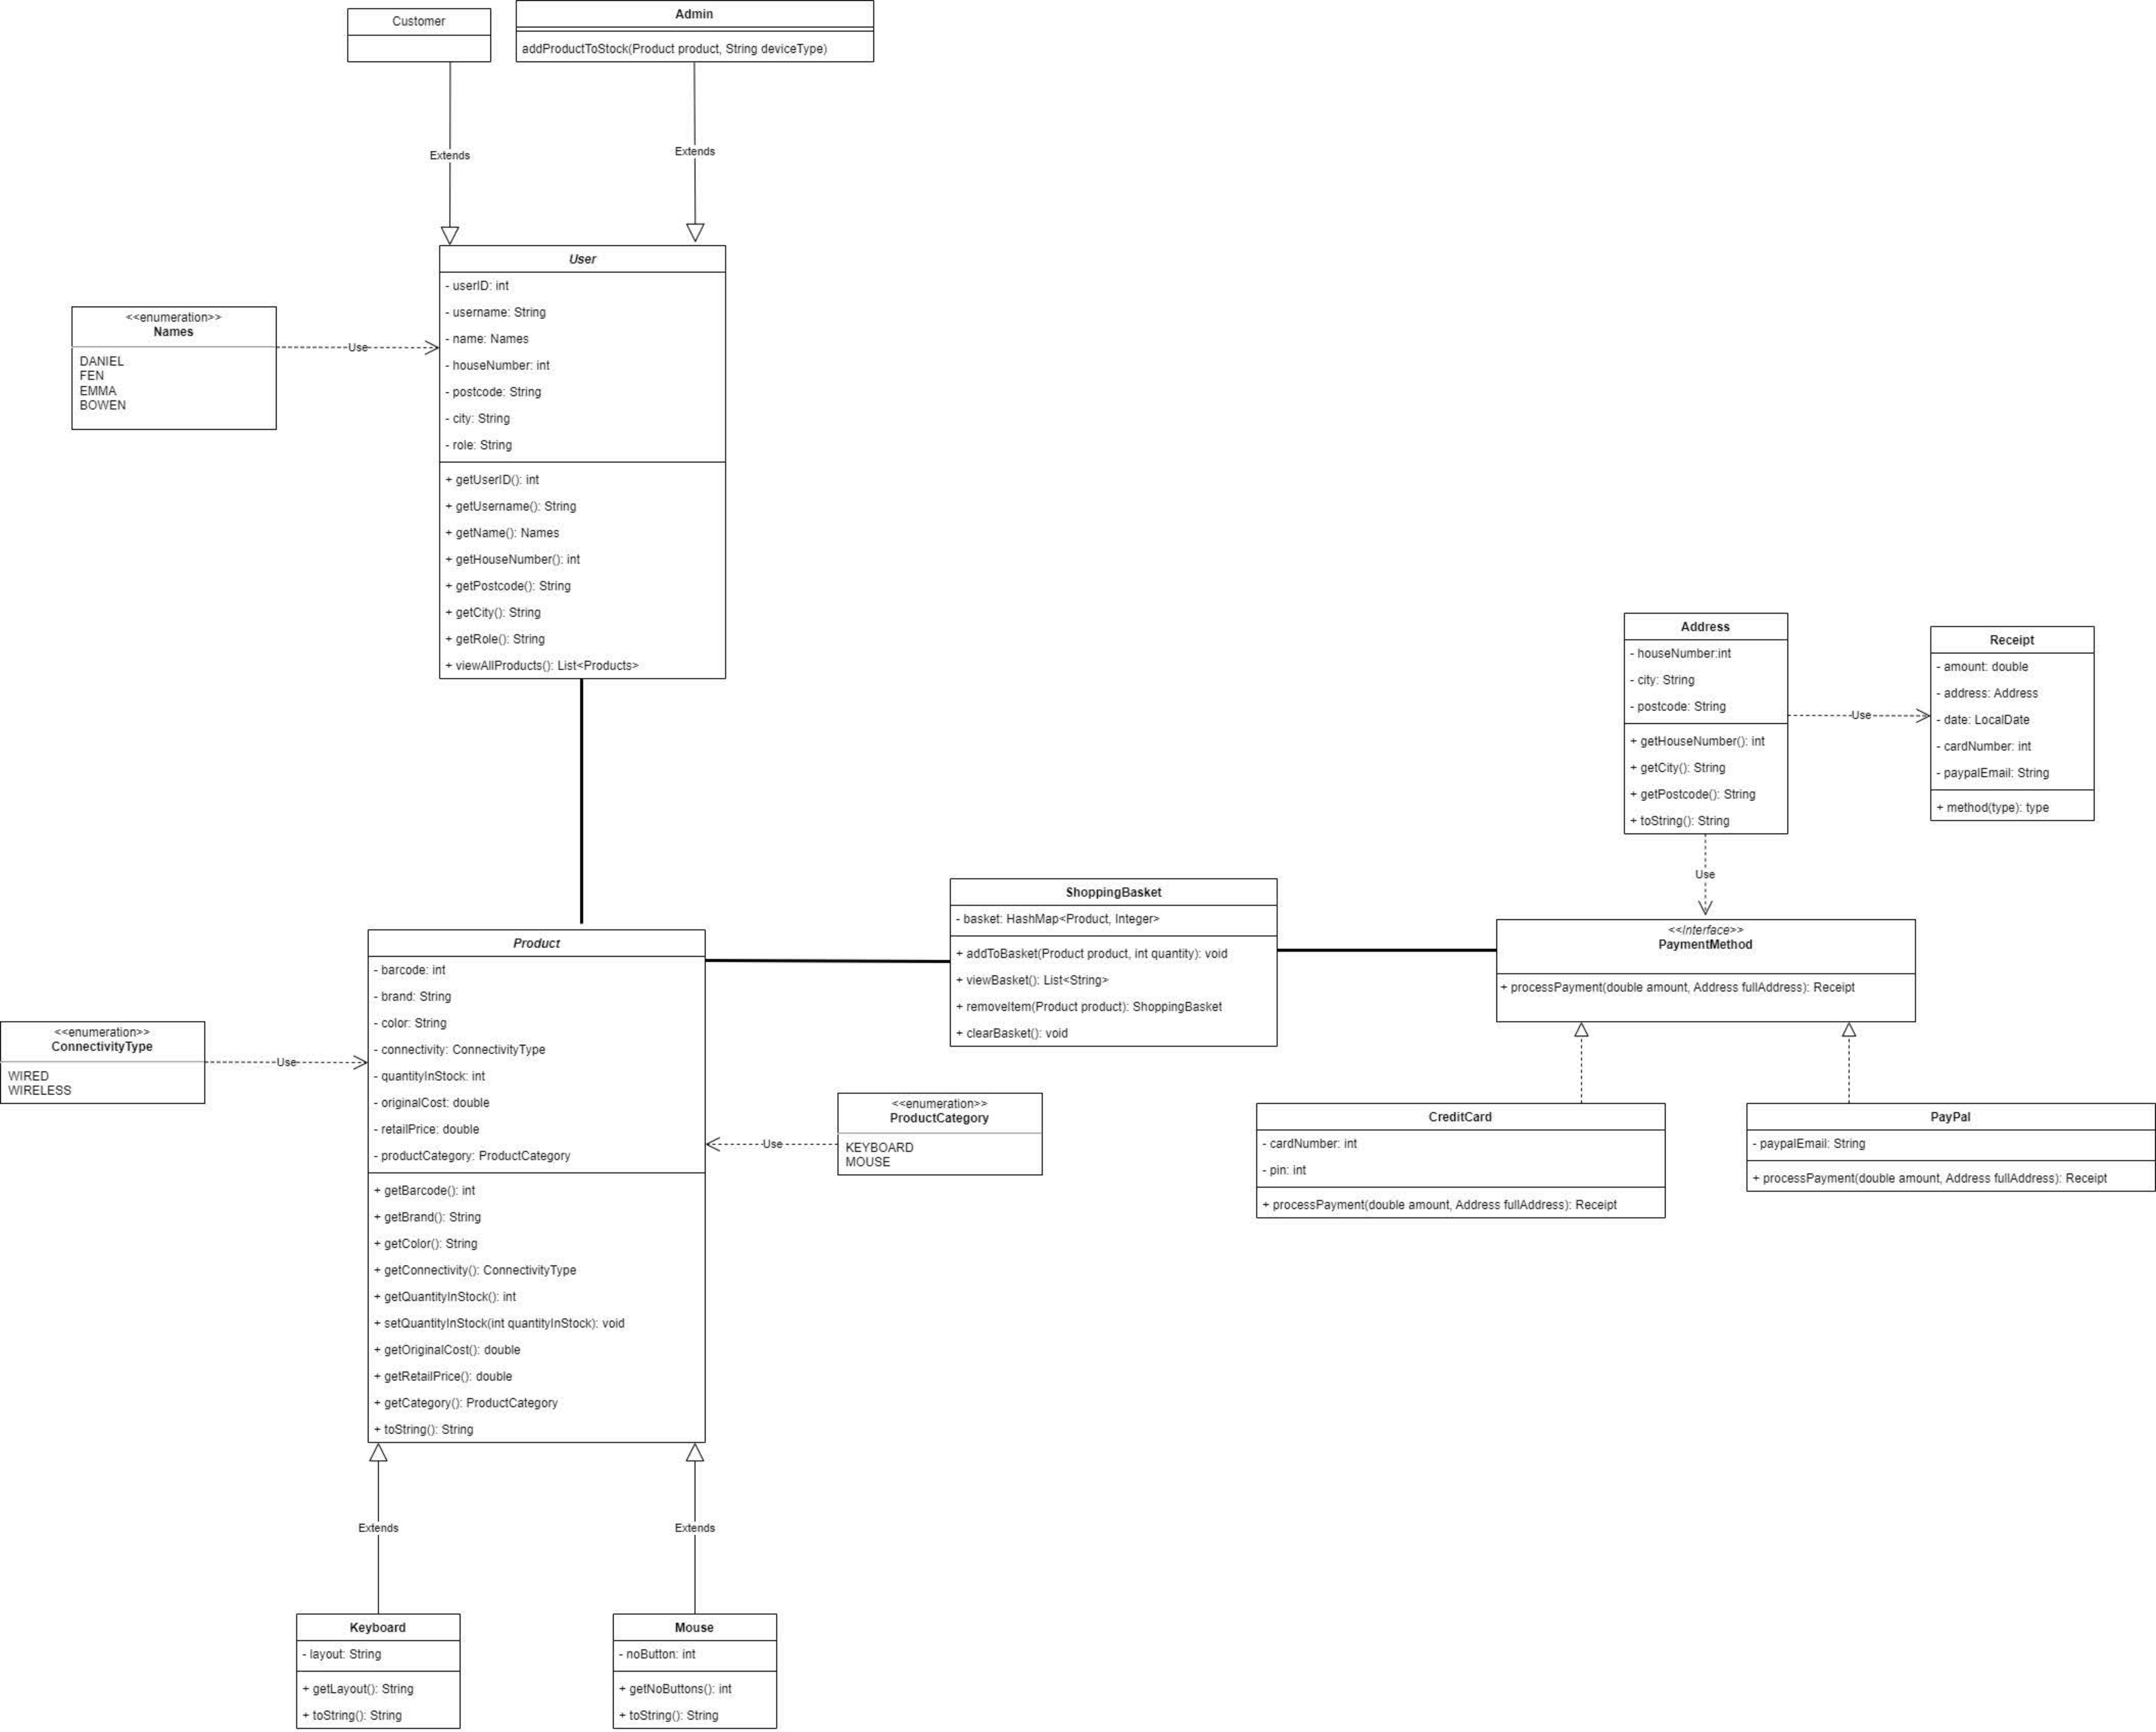 Customer
Admin
addProductToStock(Product product, String deviceType)
Extends
Extends
User
- userID: int
- username: String
- name: Names
- houseNumber: int
- postcode: String
- city: String
- role: String
+ getUserID(): int
+ getUsername(): String
+ getName(): Names
+ getHouseNumber(): int
+ getPostcode(): String
+ getCity(): String
+ getRole(): String
+ viewAllProducts(): List<Products>
<<enumeration>>
Names
DANIEL
FEN
EMMA
BOWEN
Use
Address
- houseNumber:int
- city: String
- postcode: String
+ getHouseNumber(): int
+ getCity(): String
+ getPostcode(): String
+ toString(): String
Use
Receipt
- amount: double
- address: Address
- date: LocalDate
- cardNumber: int
- paypalEmail: String
+ method(type): type
Use
Product
- barcode: int
- brand: String
- color: String
- connectivity: ConnectivityType
- quantityInStock: int
- originalCost: double
- retailPrice: double
- productCategory: ProductCategory
+ getBarcode(): int
+ getBrand(): String
+ getColor(): String
+ getConnectivity(): ConnectivityType
+ getQuantityInStock(): int
+ setQuantityInStock(int quantityInStock): void
+ getOriginalCost(): double
+ getRetailPrice(): double
+ getCategory(): ProductCategory
+ toString(): String
<<enumeration>>
ConnectivityType
WIRED
WIRELESS
Use
ShoppingBasket
- basket: HashMap<Product, Integer>
+ addToBasket(Product product, int quantity): void
+ viewBasket(): List<String>
+ removeItem(Product product): ShoppingBasket
+ clearBasket(): void
<<enumeration>>
ProductCategory
KEYBOARD
MOUSE
Use
<<Interface>>
PaymentMethod
+ processPayment(double amount, Address fullAddress): Receipt
CreditCard
- cardNumber: int
- pin: int
+ processPayment(double amount, Address fullAddress): Receipt
PayPal
- paypalEmail: String
+ processPayment(double amount, Address fullAddress): Receipt
Extends
Extends
Keyboard
- layout: String
+ getLayout(): String
+ toString(): String
Mouse
- noButton: int
+ getNoButtons(): int
+ toString(): String